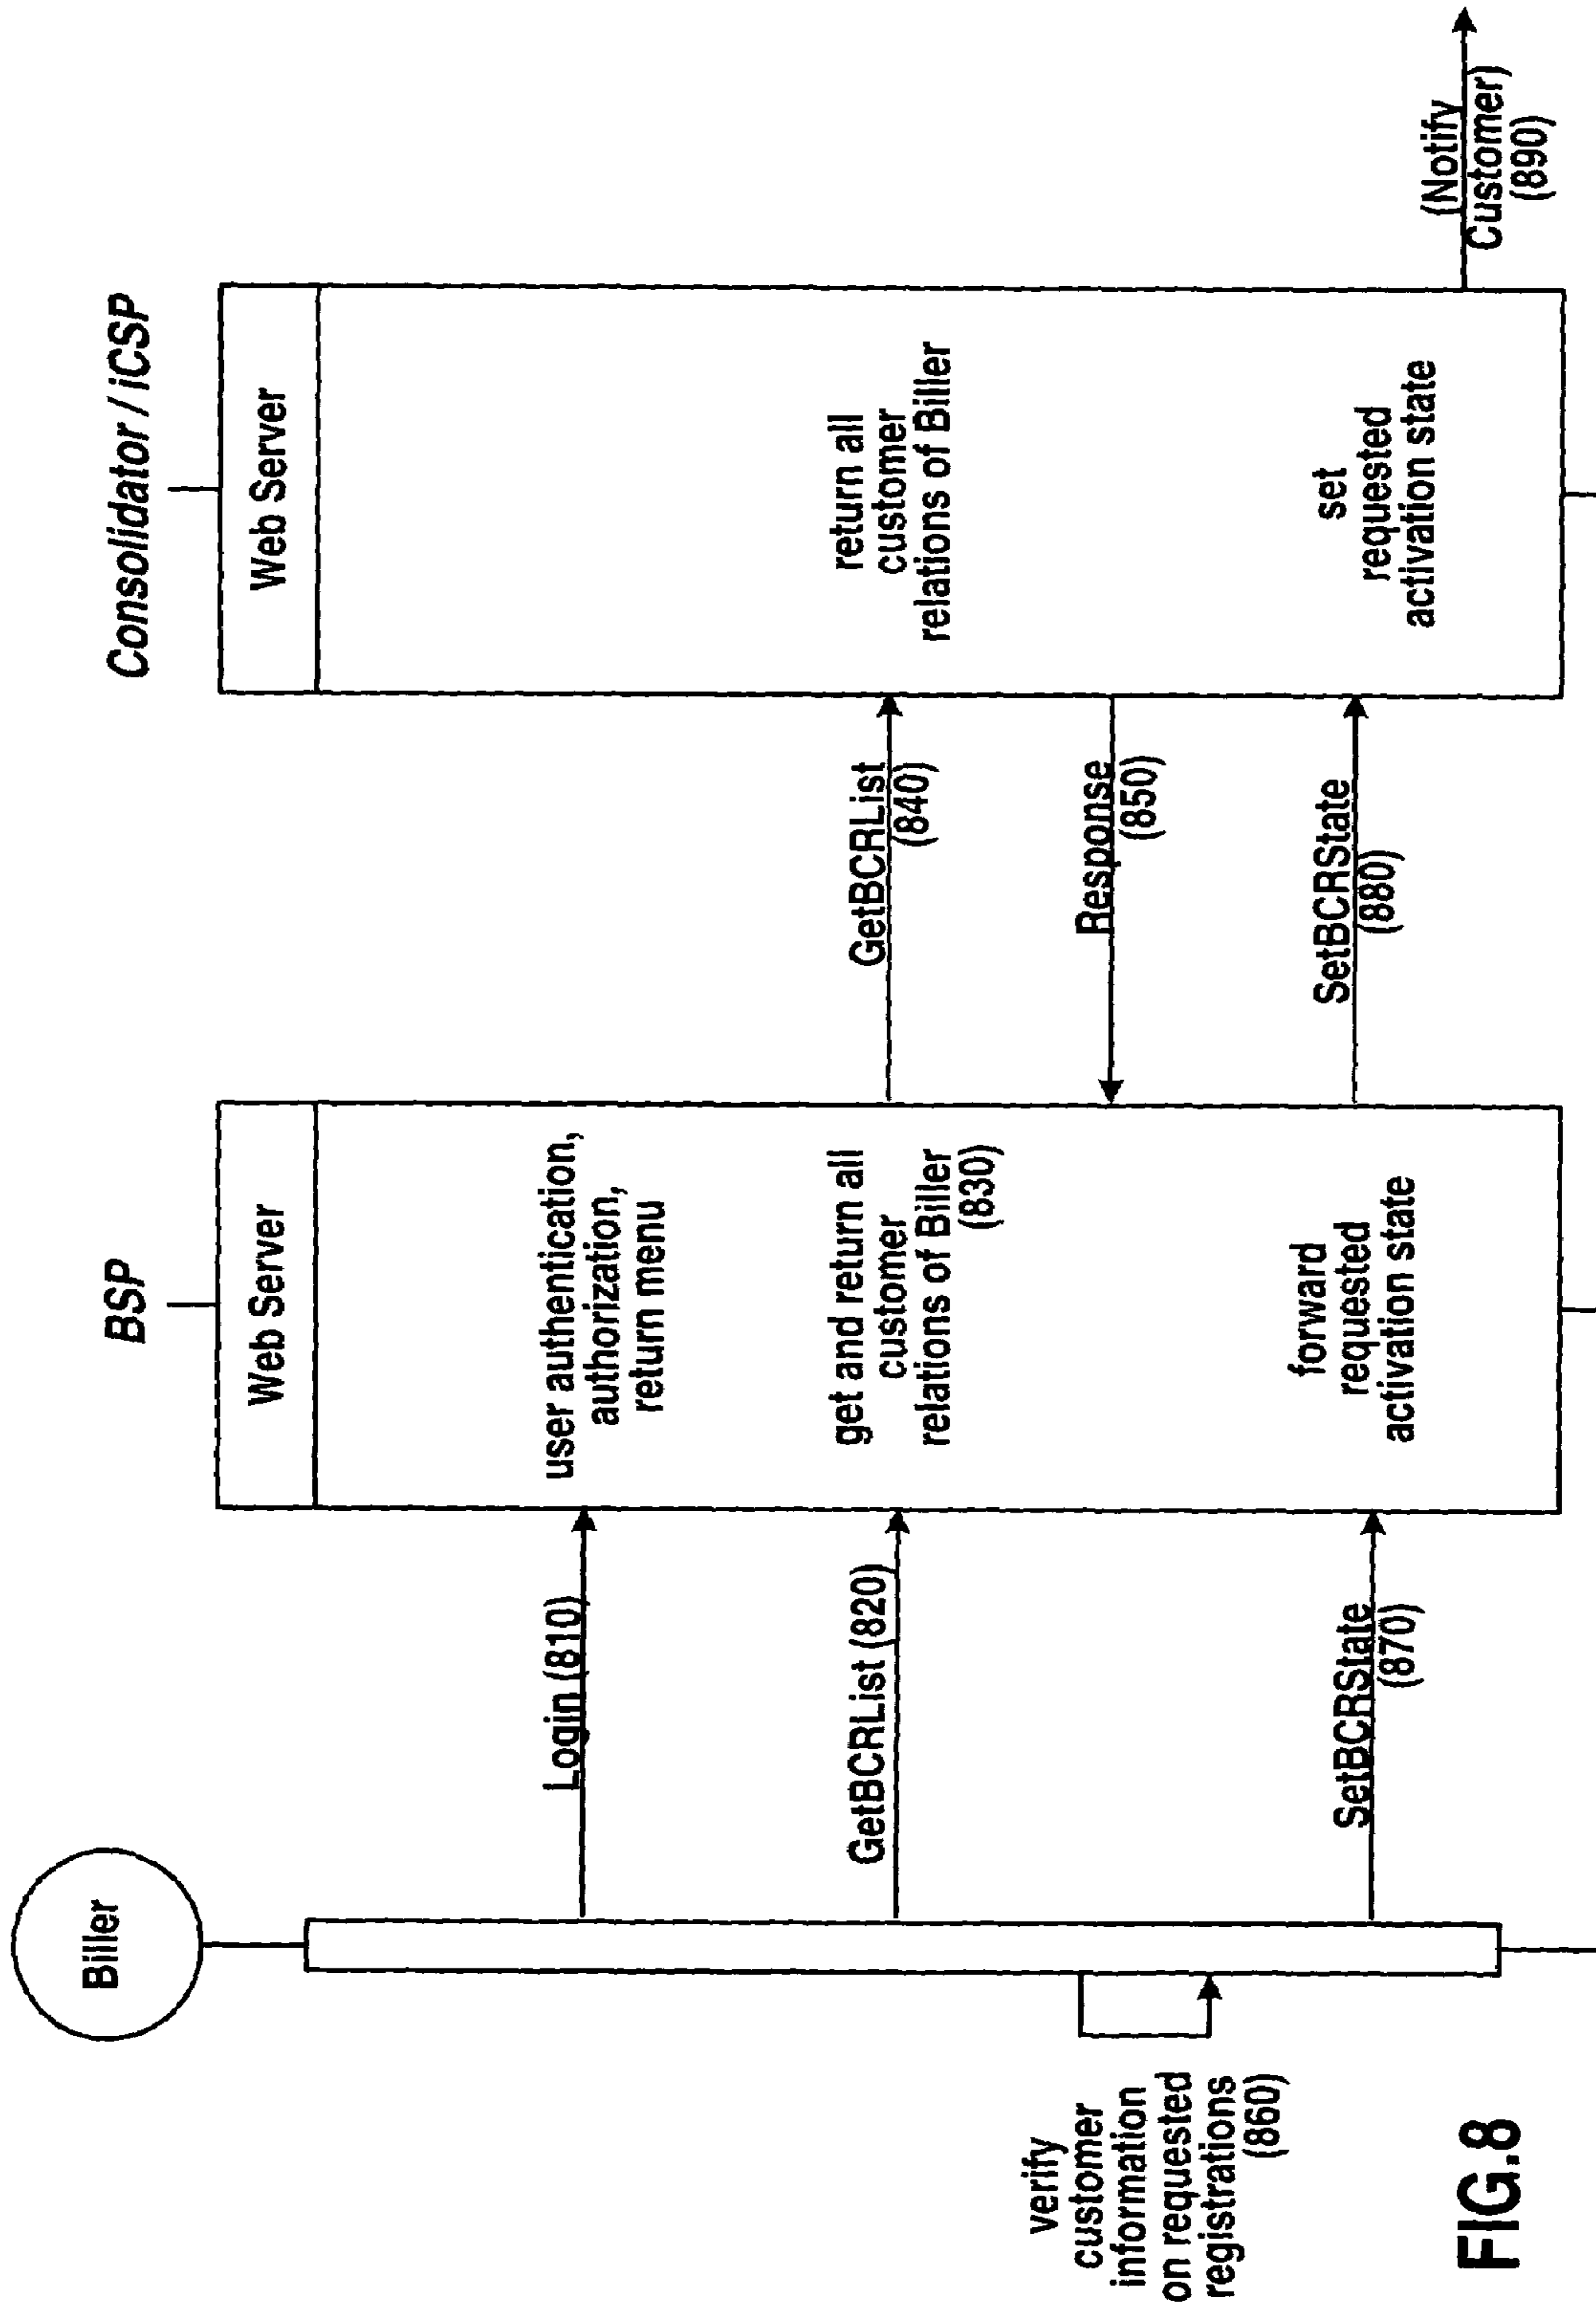 Biller
BSP
Consolidator / iCSP
Web Server
Web Server
Login (810)
user authentication,
authorization,
return menu
GetBCRList (820)
get and return all
customer
relations of Biller
(830)
GetBCRList
(840)
return all
customer
relations of Biller
Response
(850)
verify
customer
information
on requested
registrations
(860)
SetBCRState
(870)
forward
requested
activation state
SetBCRState
(880)
set
requested
activation state
(Notify
Customer)
(890)
FIG.8